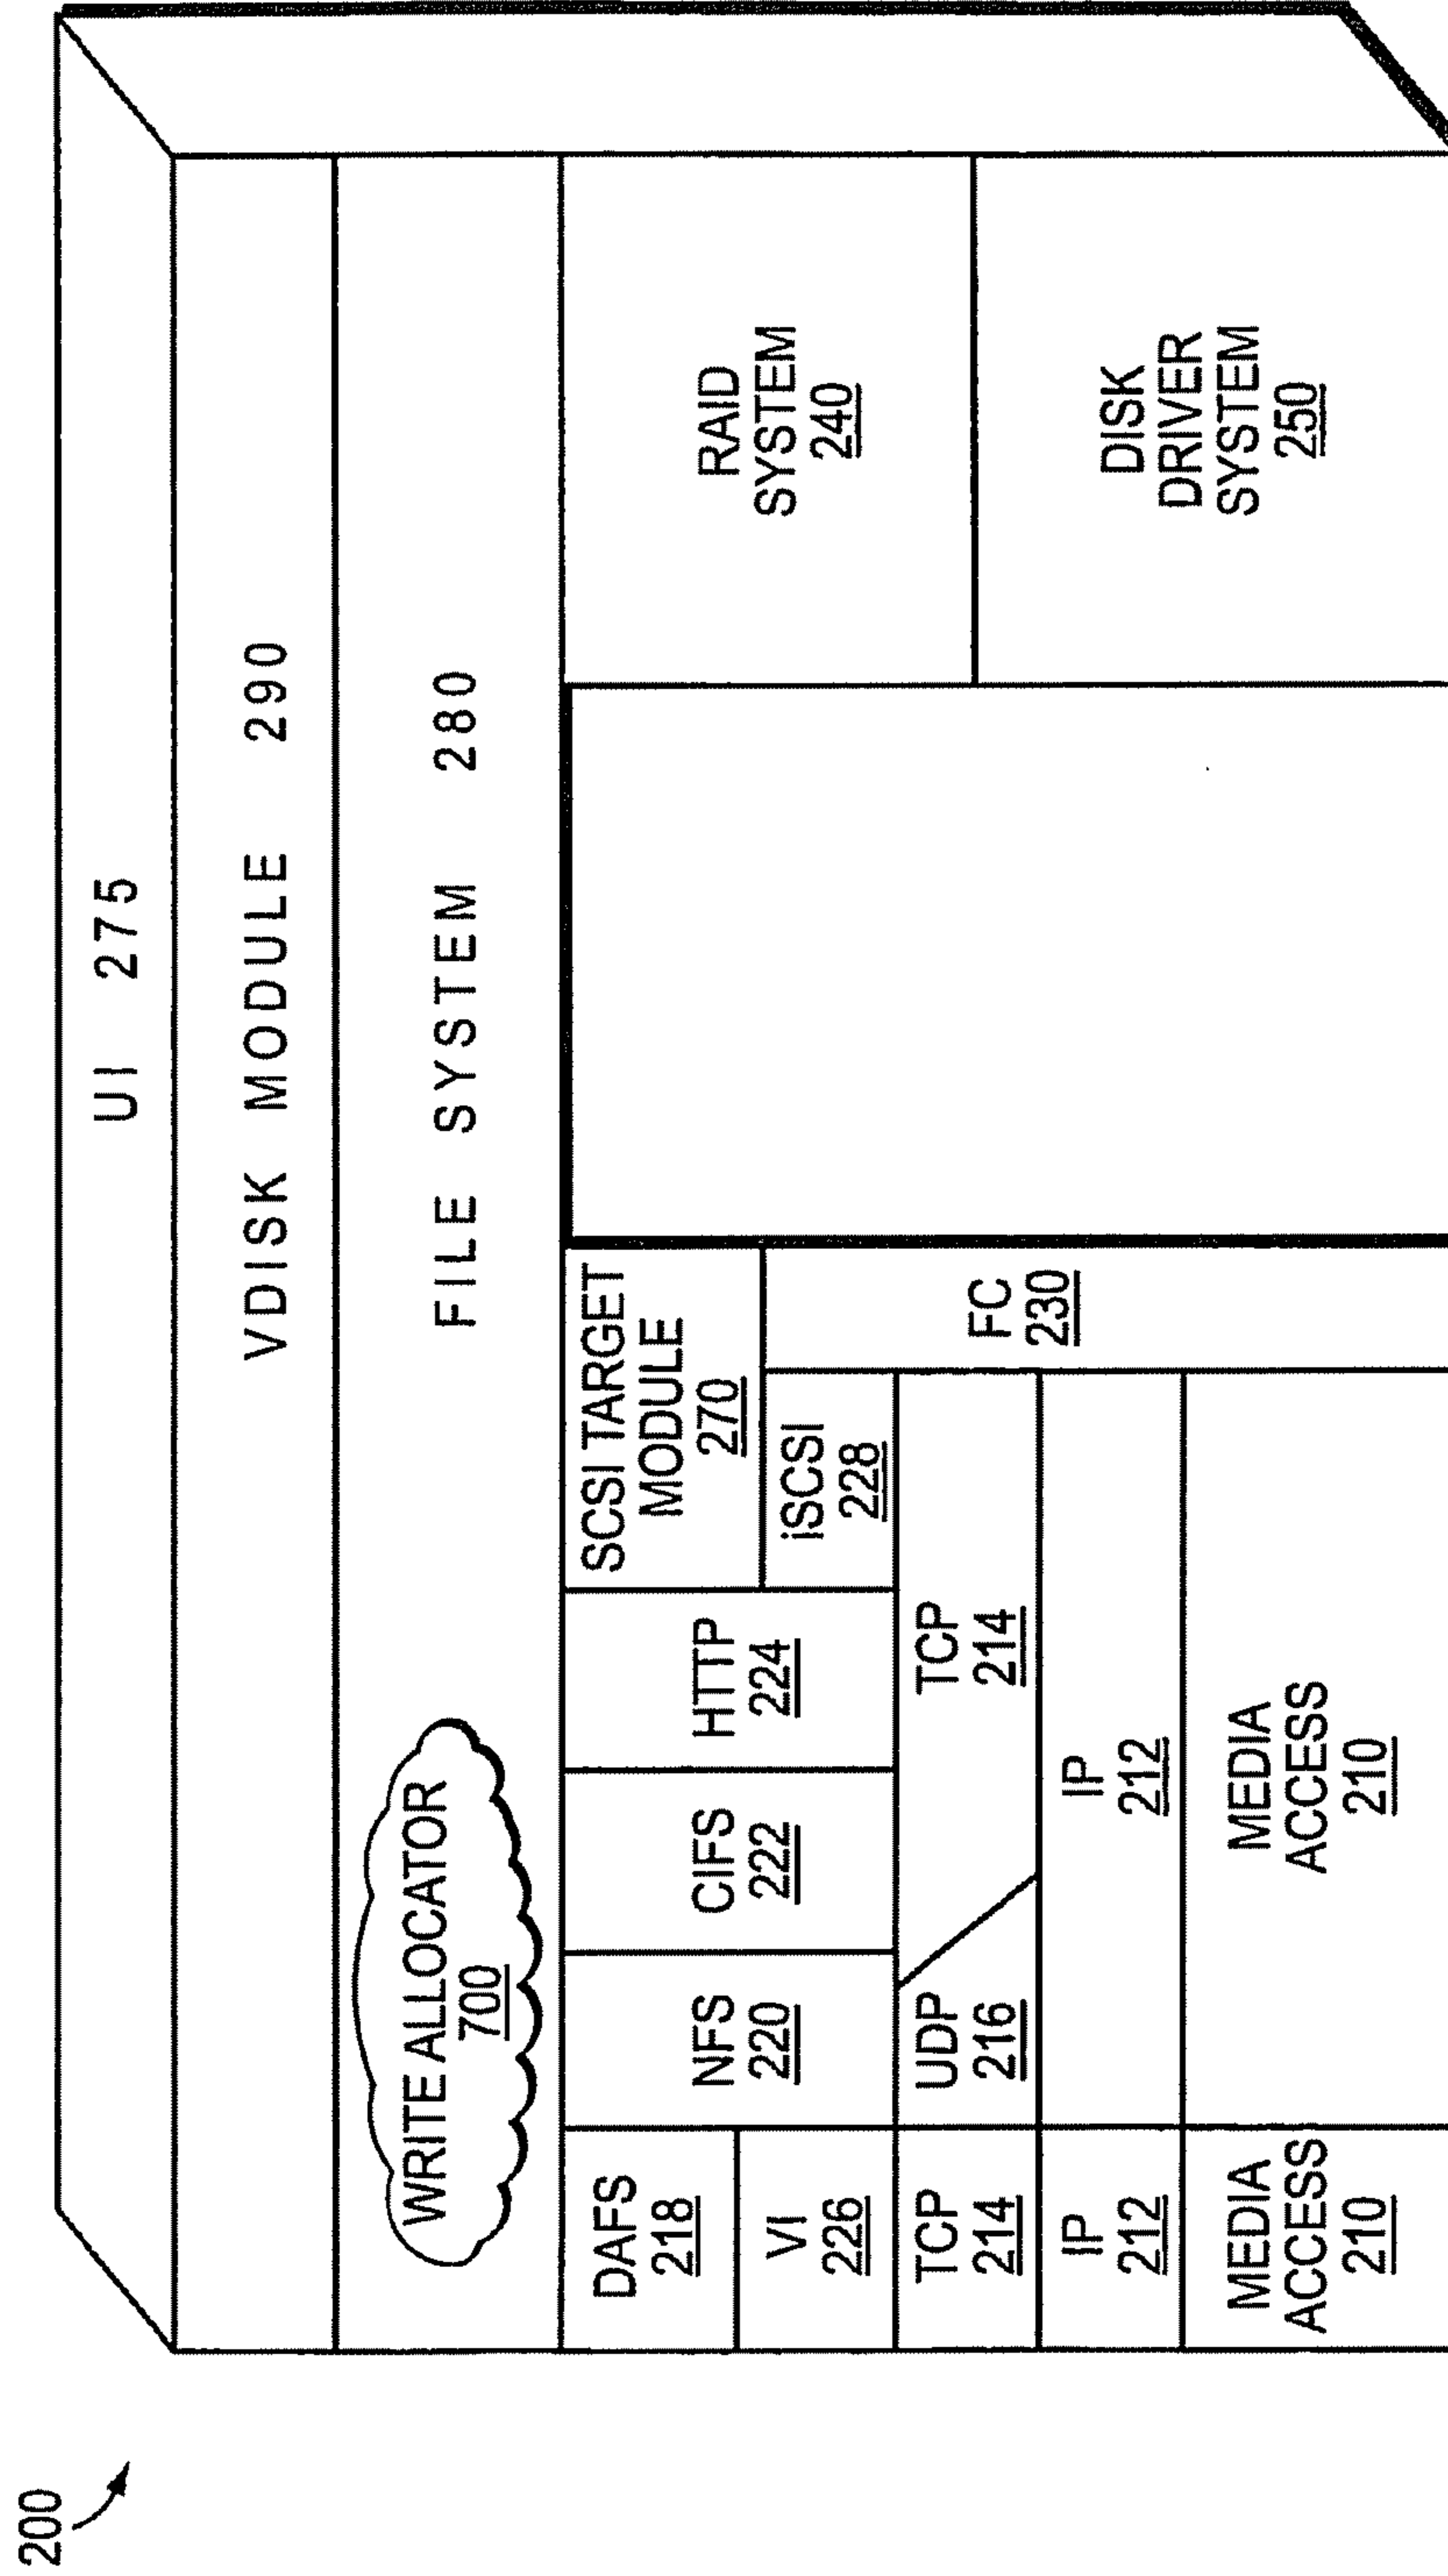 200
UI 275
VDISK MODULE 290
FILE SYSTEM 280
WRITE ALLOCATOR
700
DAFS
218
VI
226
TCP
214
IP
212
MEDIA
ACCESS
210
NFS
220
CIFS
222
HTTP
224
SCSI TARGET
MODULE
270
iSCSI
228
FC
230
UDP
216
TCP
214
IP
212
MEDIA
ACCESS
210
RAID
SYSTEM
240
DISK
DRIVER
SYSTEM
250